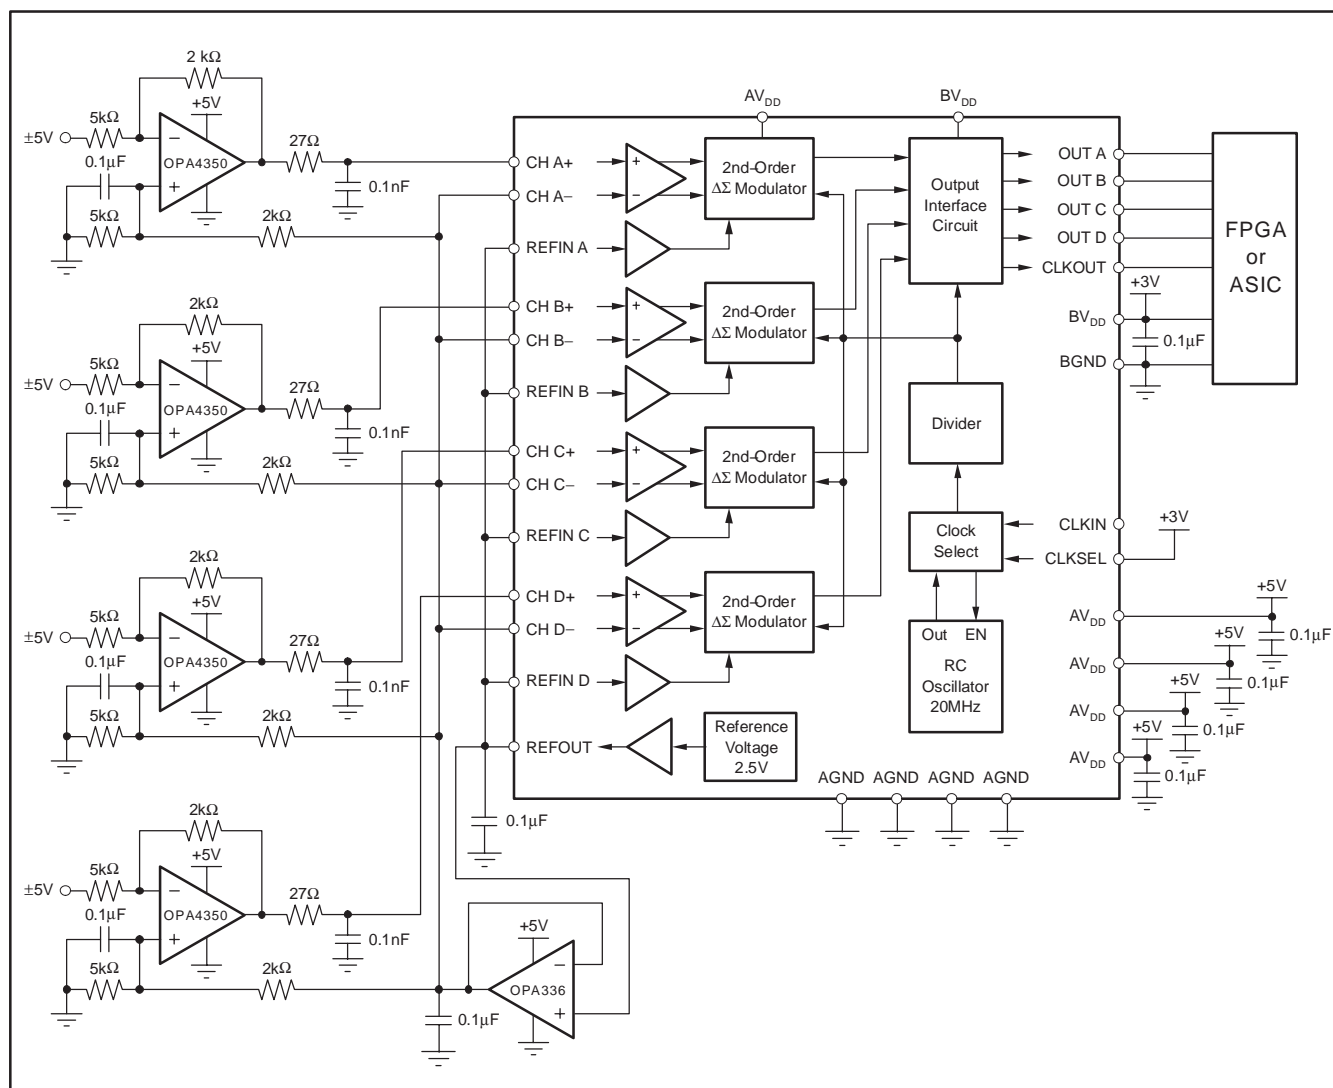 2 kΩ
+5V
5kΩ
±5V
0.1µF
OPA4350
27Ω
0.1nF
5kΩ
2kΩ
2kΩ
+5V
5kΩ
±5V
0.1µF
OPA4350
27Ω
0.1nF
5kΩ
2kΩ
2kΩ
+5V
5kΩ
±5V
0.1µF
OPA4350
27Ω
0.1nF
5kΩ
2kΩ
2kΩ
+5V
5kΩ
±5V
0.1µF
OPA4350
27Ω
0.1nF
5kΩ
2kΩ
0.1µF
+5V
OPA336
0.1µF
AVDD
BVDD
CH A+
CH A−
REFIN A
CH B+
CH B−
REFIN B
CH C+
CH C−
REFIN C
CH D+
CH D−
REFIN D
REFOUT
2nd-Order
ΔΣ Modulator
2nd-Order
ΔΣ Modulator
2nd-Order
ΔΣ Modulator
2nd-Order
ΔΣ Modulator
Reference
Voltage
2.5V
Output
Interface
Circuit
Divider
Clock
Select
Out EN
RC
Oscillator
20MHz
AGND AGND AGND AGND
OUT A
OUT B
OUT C
OUT D
CLKOUT
BVDD
BGND
CLKIN
CLKSEL
AVDD
AVDD
AVDD
AVDD
+3V
0.1µF
FPGA
or
ASIC
+3V
+5V
0.1µF
+5V
0.1µF
+5V
0.1µF
+5V
0.1µF